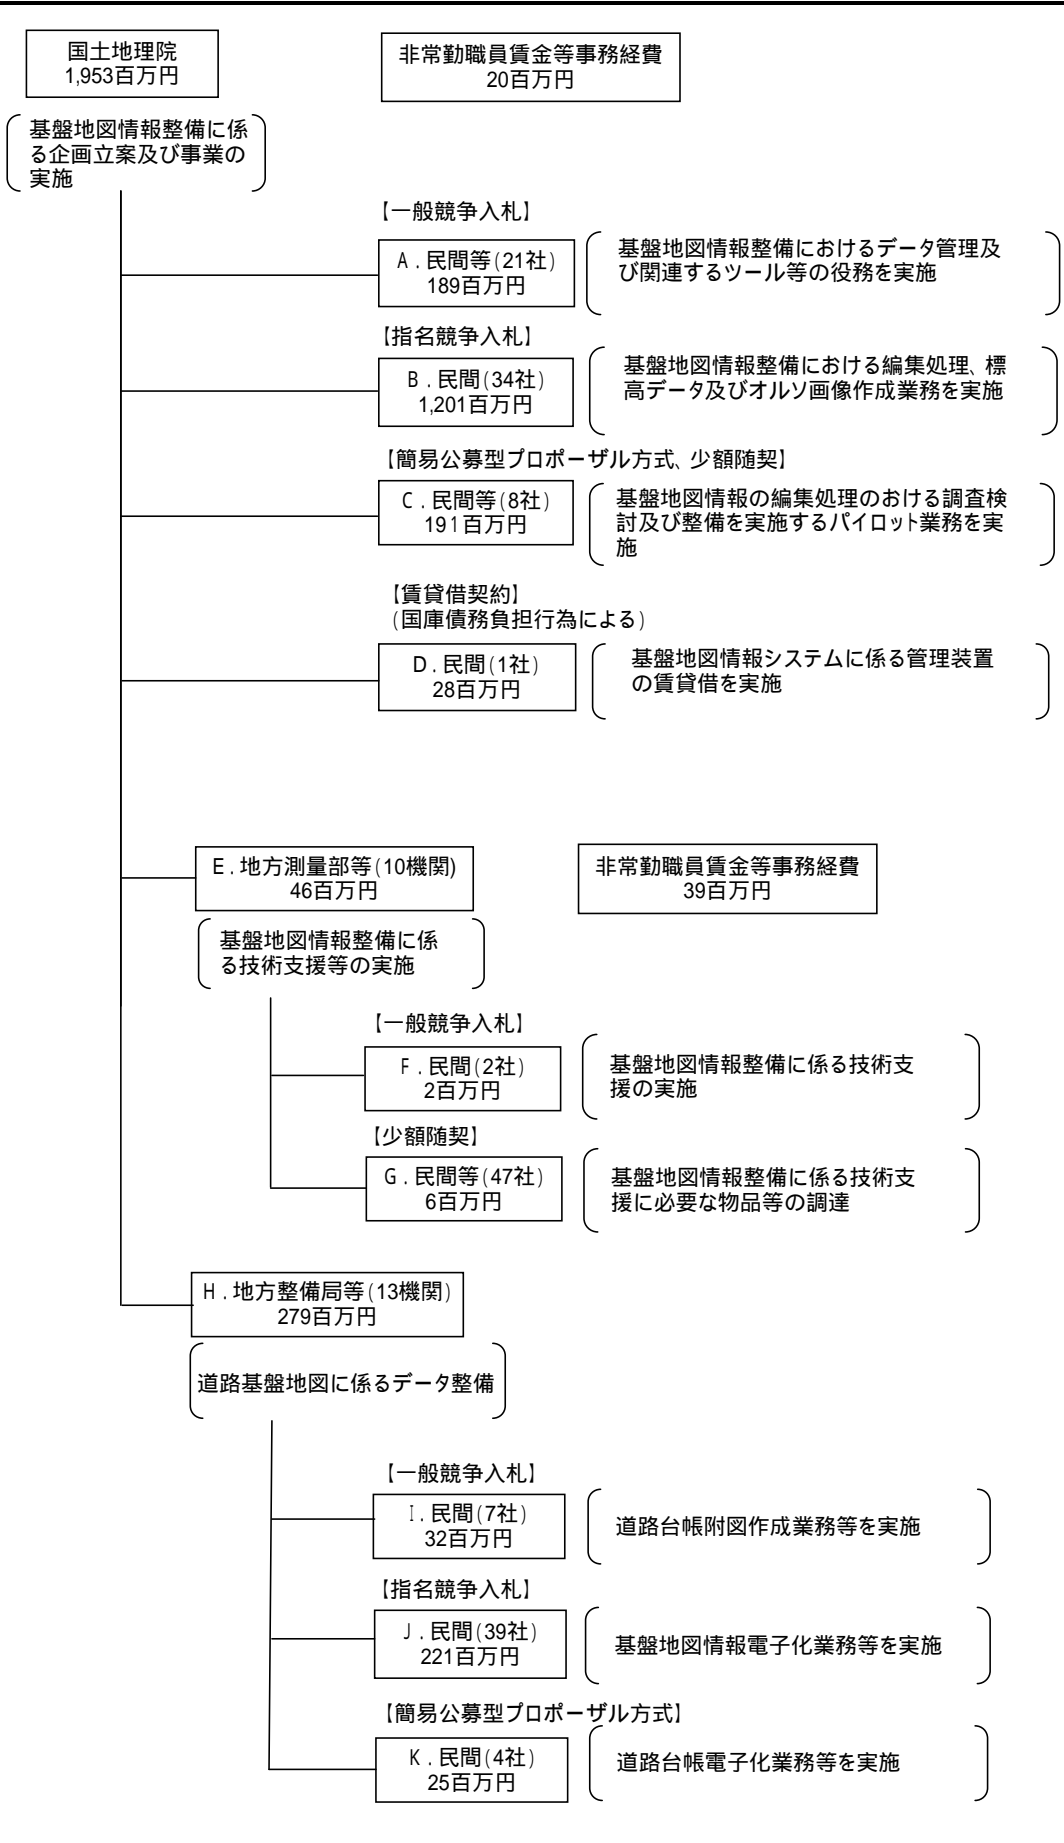 国土地理院
1,953百万円
非常勤職員賃金等事務経費
20百万円
基盤地図情報整備に係
る企画立案及び事業の
実施
【一般競争入札】
A．民間等(21社)
189百万円
基盤地図情報整備におけるデータ管理及
び関連するツール等の役務を実施
【指名競争入札】
B．民間(34社)
1,201百万円
基盤地図情報整備における編集処理、標
高データ及びオルソ画像作成業務を実施
【簡易公募型プロポーザル方式、少額随契】
C．民間等(8社)
191百万円
基盤地図情報の編集処理のおける調査検
討及び整備を実施するパイロット業務を実
施
【賃貸借契約】
(国庫債務負担行為による)
D．民間(1社)
28百万円
基盤地図情報システムに係る管理装置
の賃貸借を実施
E．地方測量部等(10機関)
46百万円
非常勤職員賃金等事務経費
39百万円
基盤地図情報整備に係
る技術支援等の実施
【一般競争入札】
F．民間(2社)
2百万円
基盤地図情報整備に係る技術支
援の実施
【少額随契】
G．民間等(47社)
6百万円
基盤地図情報整備に係る技術支
援に必要な物品等の調達
H．地方整備局等(13機関)
279百万円
道路基盤地図に係るデータ整備
【一般競争入札】
I．民間(7社)
32百万円
道路台帳附図作成業務等を実施
【指名競争入札】
J．民間(39社)
221百万円
基盤地図情報電子化業務等を実施
【簡易公募型プロポーザル方式】
K．民間(4社)
25百万円
道路台帳電子化業務等を実施